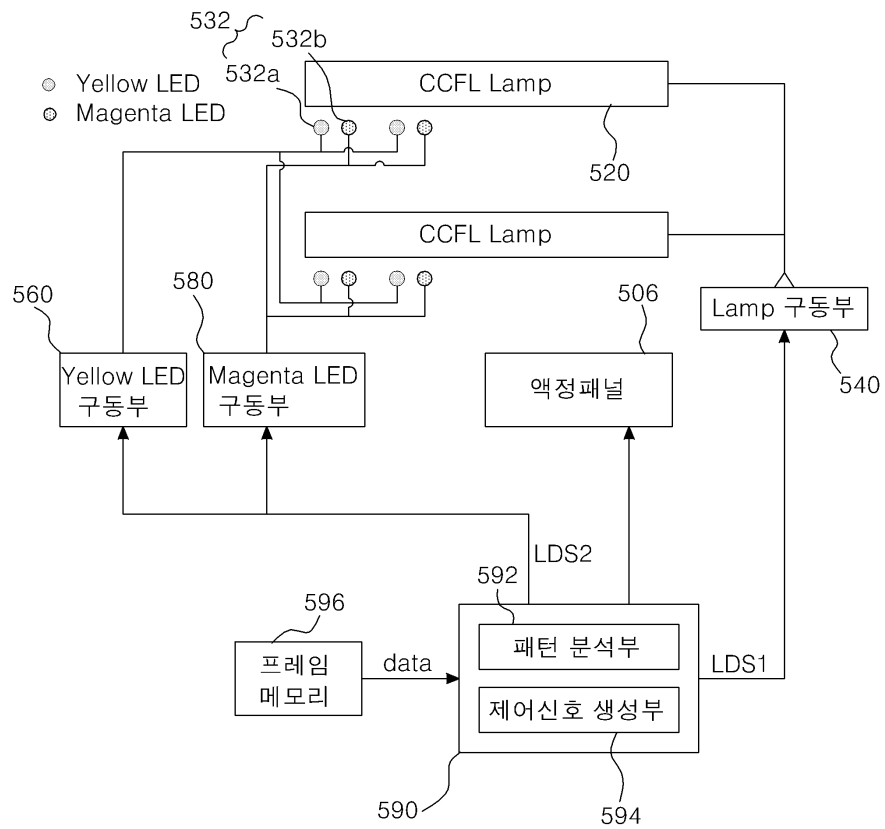 532
532b
532a
Yellow LED
Magenta LED
CCFL Lamp
520
CCFL Lamp
560
580
506
Lamp 구동부
540
Yellow LED
구동부
Magenta LED
구동부
액정패널
LDS2
592
596
패턴 분석부
프레임
메모리
data
LDS1
제어신호 생성부
590
594